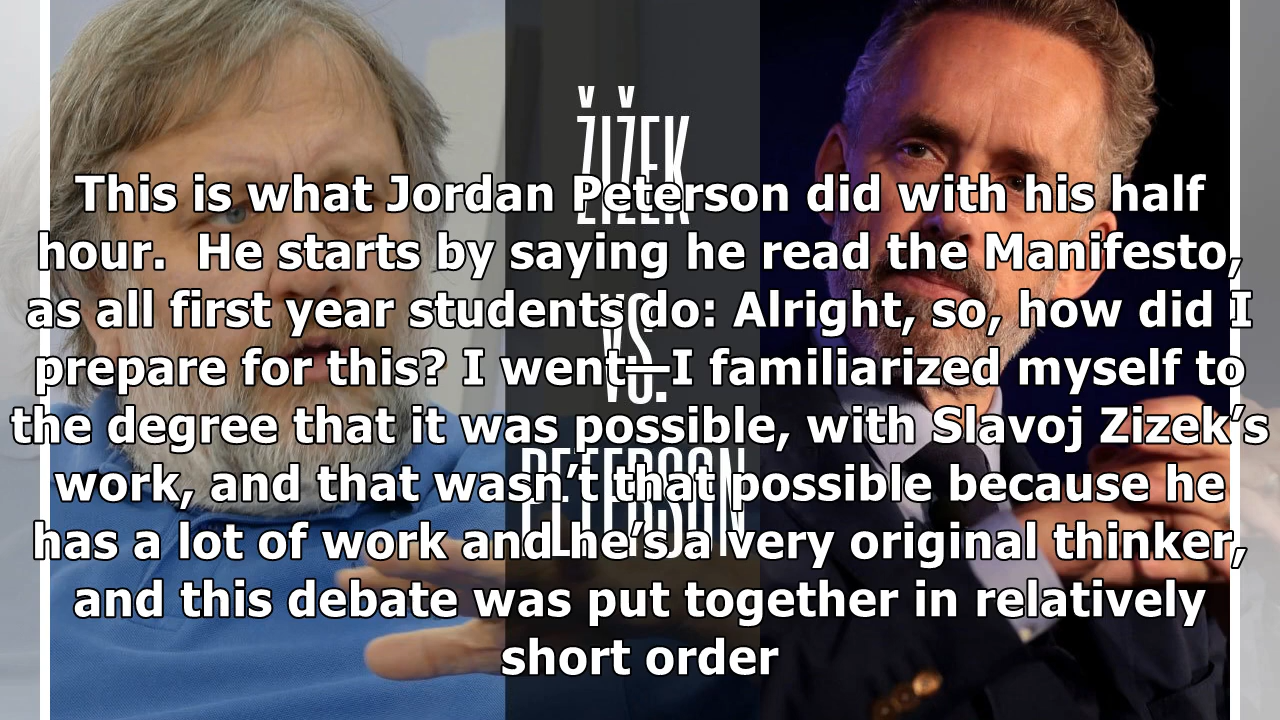 ŽIŽEK
VS.
PETERSON
This is what Jordan Peterson did with his half
hour.  He starts by saying he read the Manifesto,
as all first year students do: Alright, so, how did I
prepare for this? I went—I familiarized myself to
the degree that it was possible, with Slavoj Zizek’s
work, and that wasn’t that possible because he
has a lot of work and he’s a very original thinker,
and this debate was put together in relatively
short order